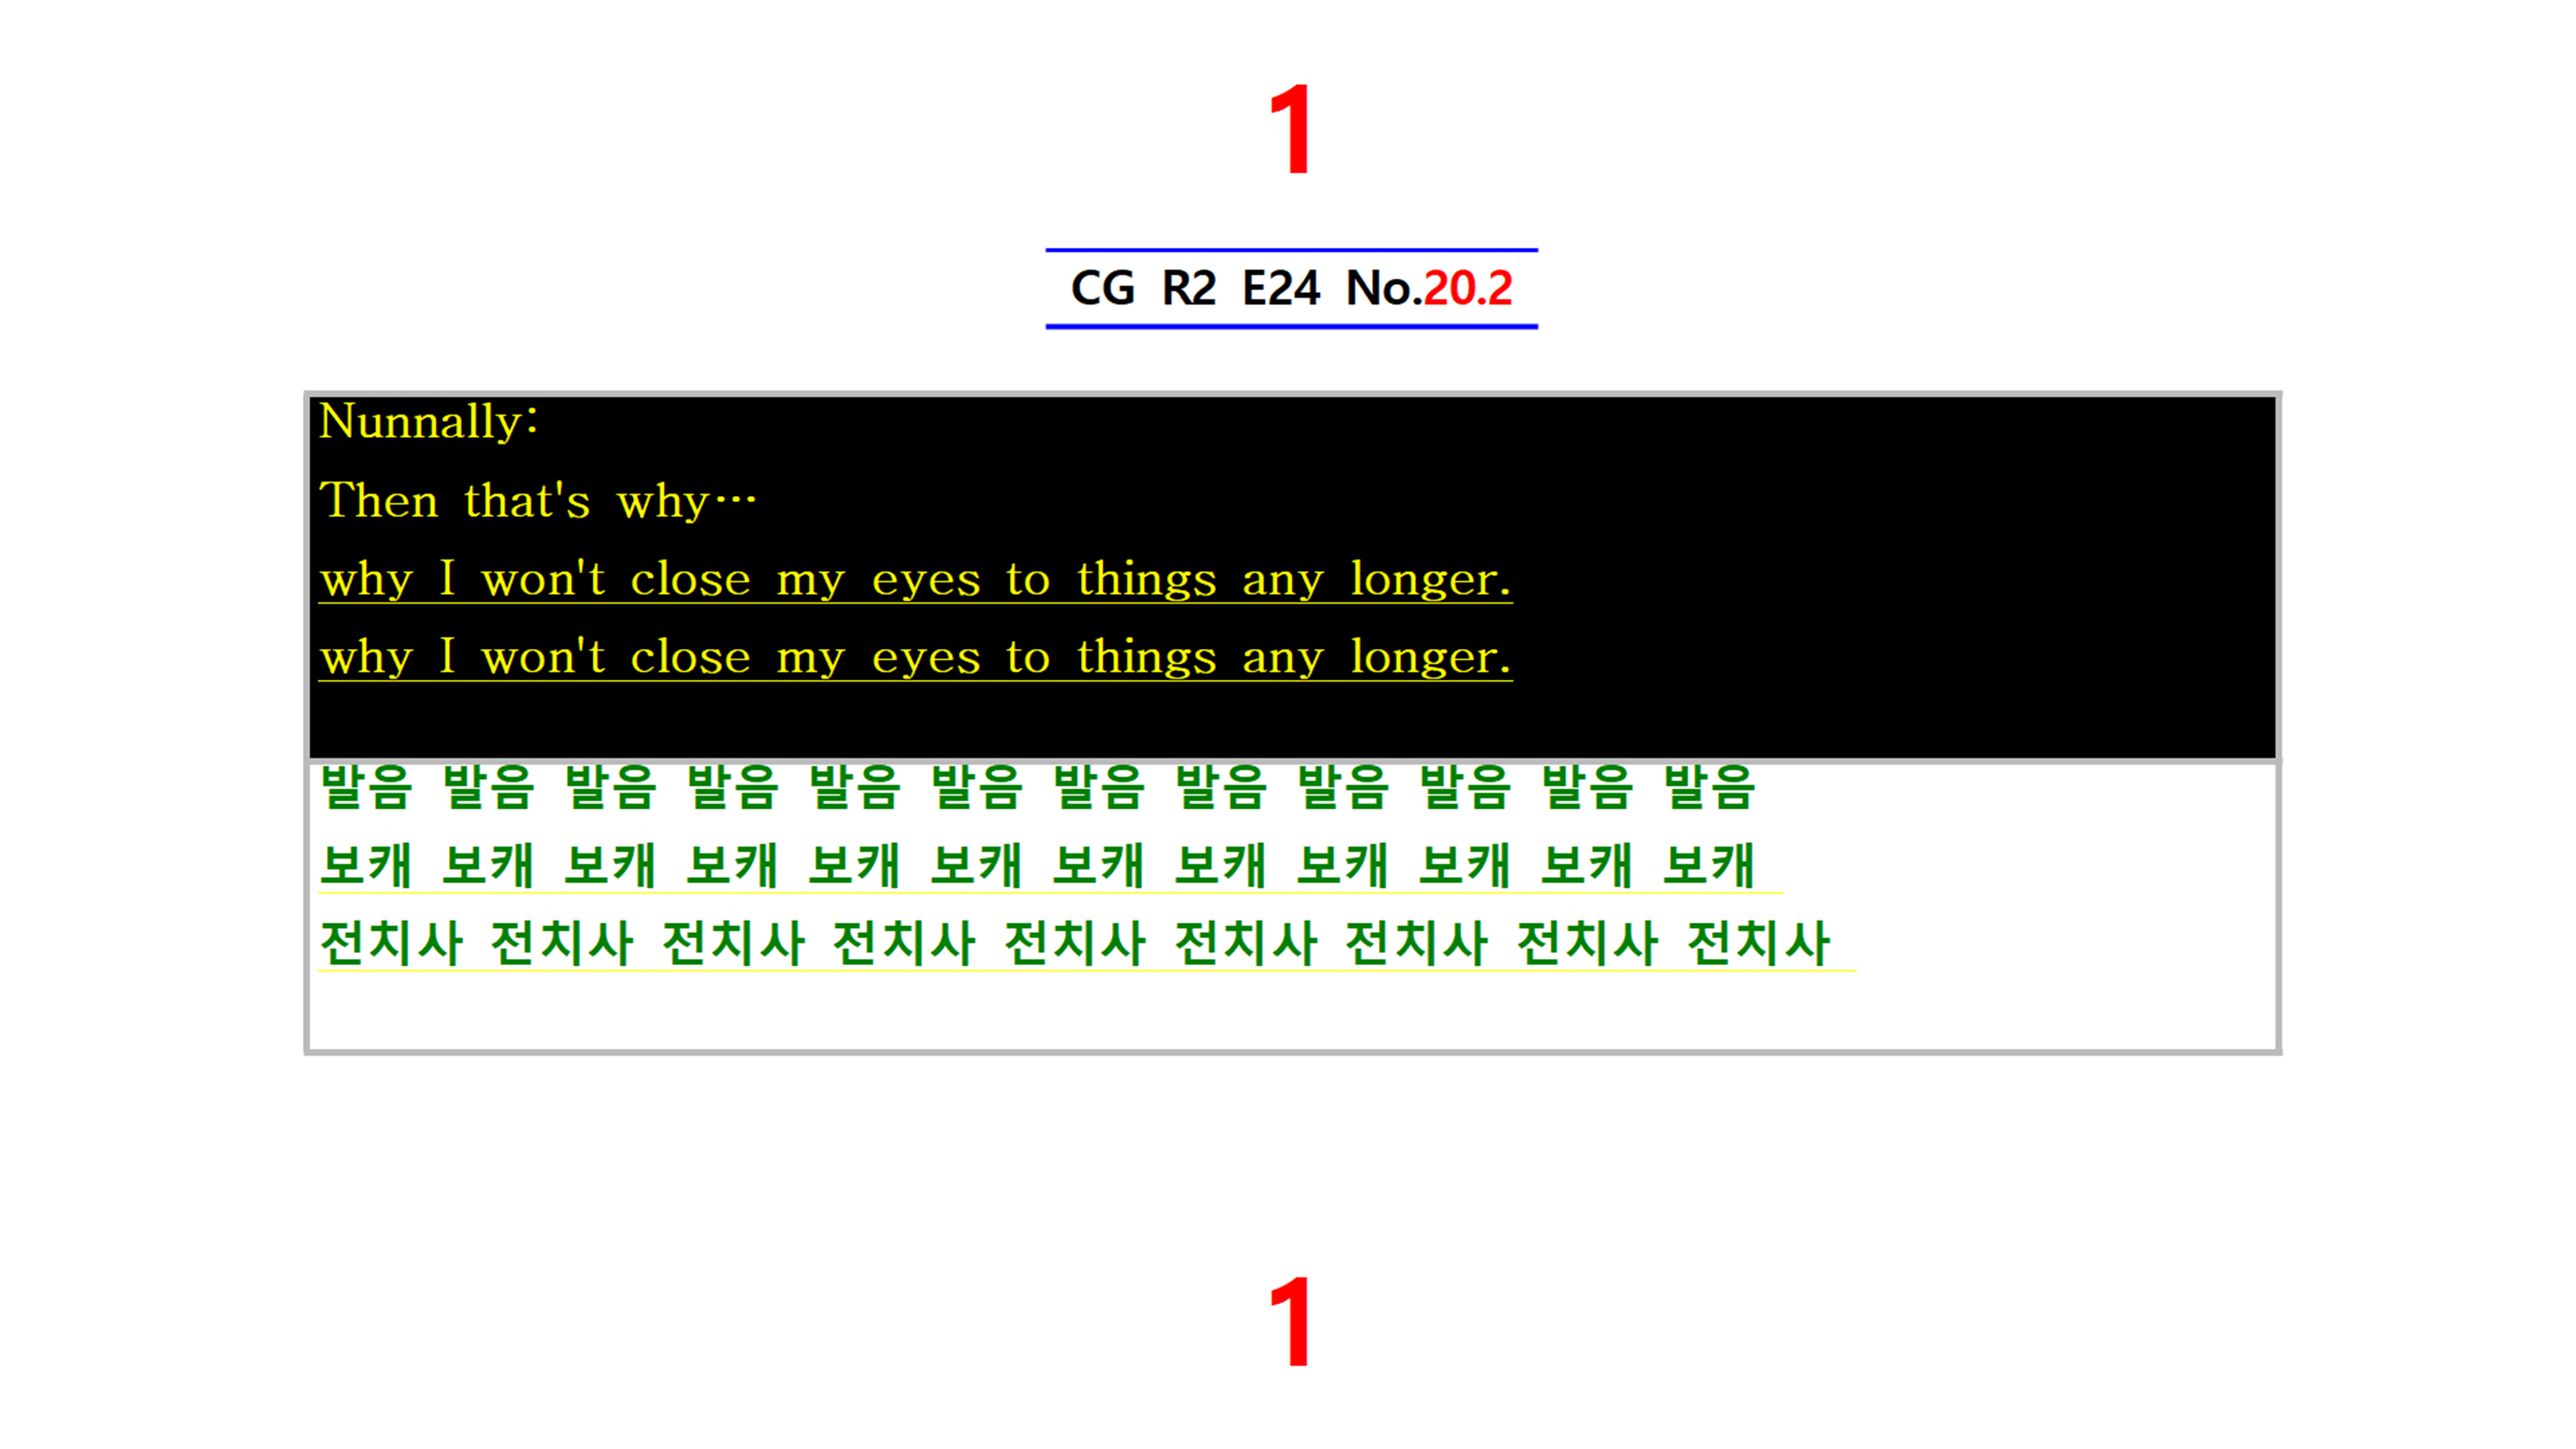 1
CG R2 E24 No.20.2
Nunnally:
Then that's why…
why I won't close my eyes to things any longer.
why I won't close my eyes to things any longer.
발음 발음 발음 발음 발음 발음 발음 발음 발음 발음 발음 발음
보캐 보캐 보캐 보캐 보캐 보캐 보캐 보캐 보캐 보캐 보캐 보캐
전치사 전치사 전치사 전치사 전치사 전치사 전치사 전치사 전치사
1